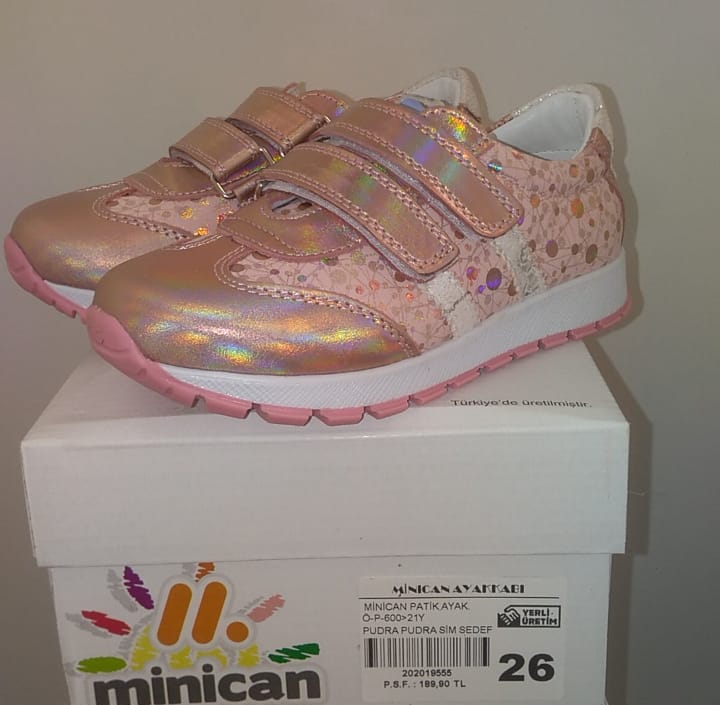 Türkiye'de üretilmiştir.
minican
MİNİCAN AYAKKABI
MİNİCAN PATİK.AYAK.
Ö-P-600>21Y
PUDRA PUDRA SİM SEDEF
YERLİ
ÜRETİM
202019555
26
P.S.F. : 189,90 TL